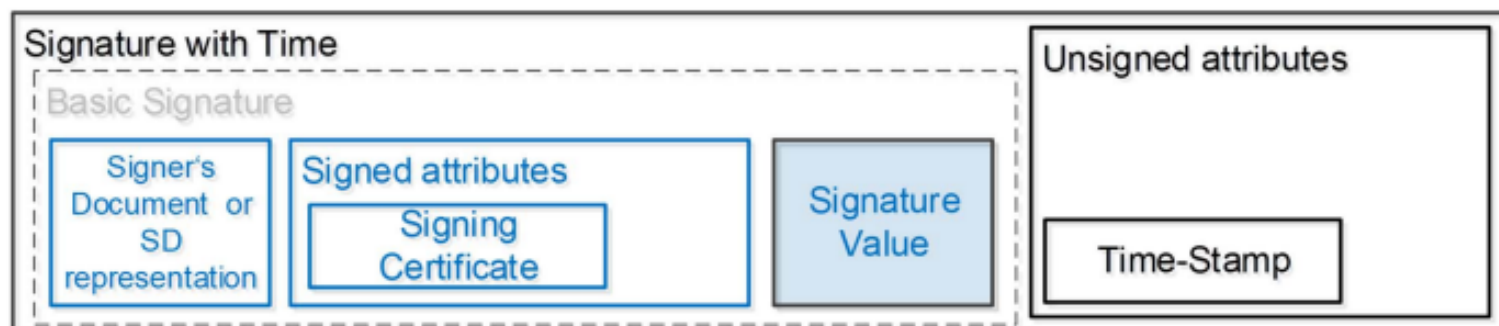 Signature with Time
Basic Signature
Signer's
Document or
SD
representation
Signed attributes
Signing
Certificate
Signature
Value
Unsigned attributes
Time-Stamp